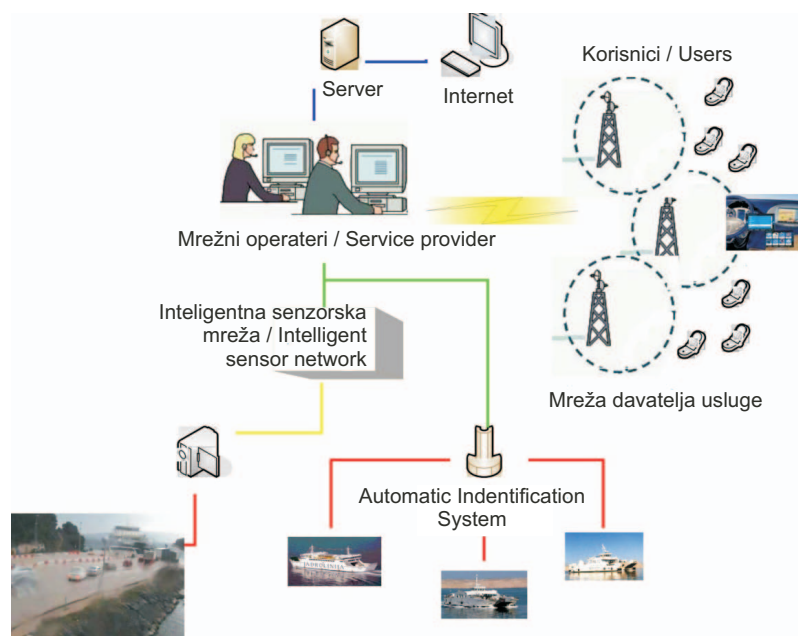 Server
Internet
Korisnici / Users
Mrežni operateri / Service provider
Inteligentna senzorska
mreža / Intelligent
sensor network
Mreža davatelja usluge
Automatic Indentification
System
JADROLINIJA